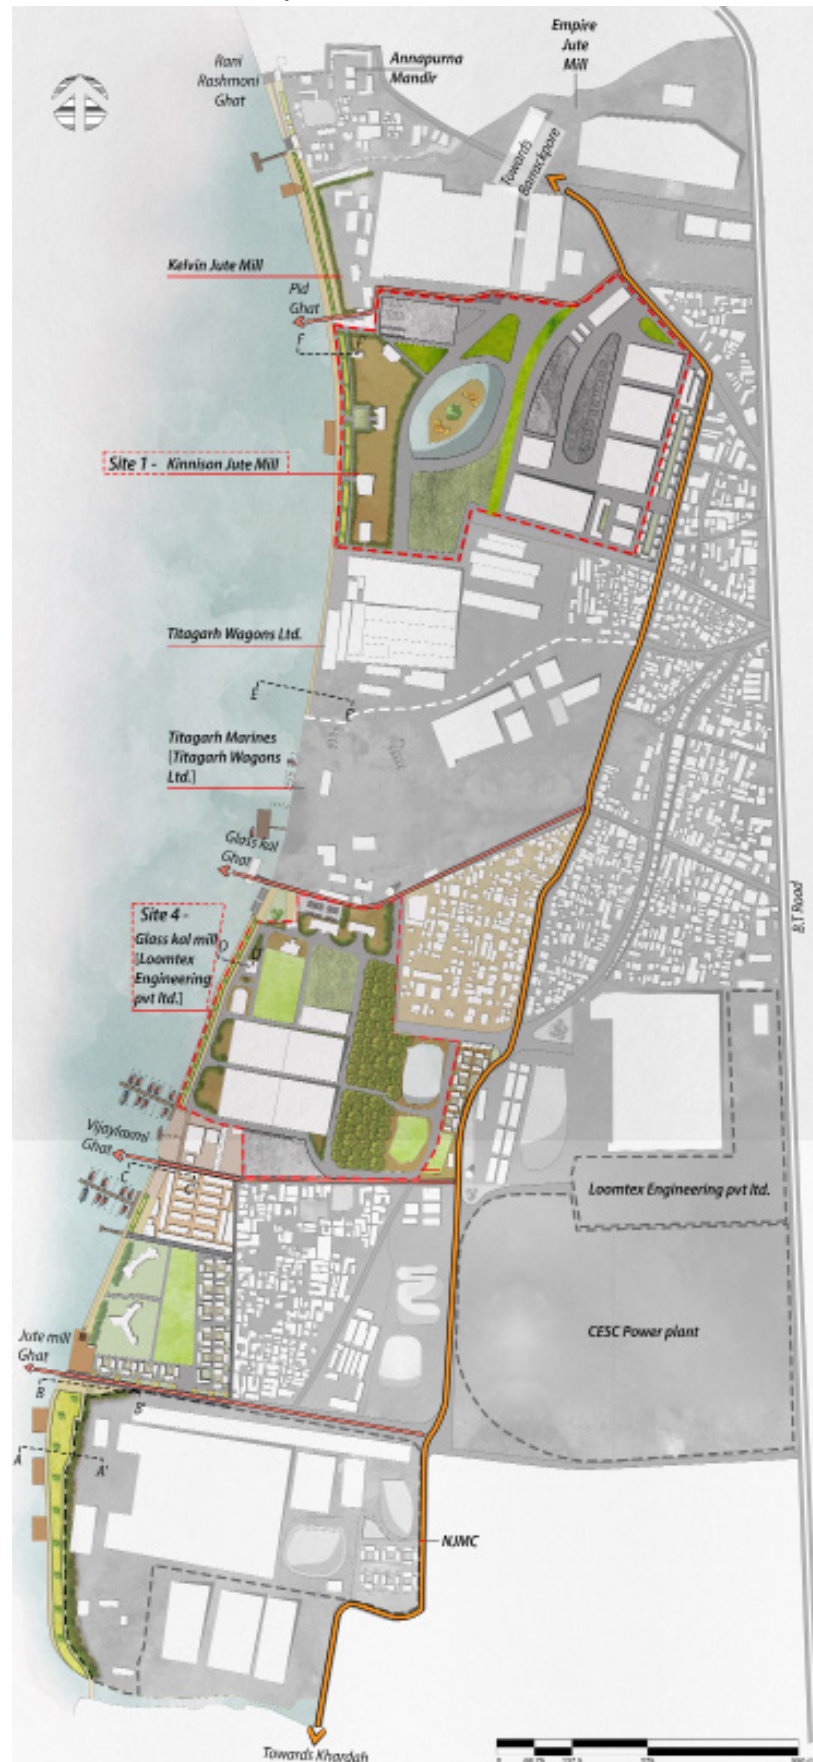 Empire
Jute
Mill
Annapurna
Mandir
Rani
Rashmoni
Ghat
Towards
Barrackpore
Kelvin Jute Mill
Pid
Ghat
F
F'
Site 1 - Kinnison Jute Mill
Titagarh Wagons Ltd.
E
E'
Titagarh Marines
[Titagarh Wagons
Ltd.]
Glass kal
Ghat
B.T Road
Site 4 -
Glass kal mill
[Loomtex
Engineering
pvt ltd.]
D
D'
Vijaylaxmi
Ghat
C
C'
Loomtex Engineering pvt ltd.
CESC Power plant
Jute mill
Ghat
B
B'
A
A'
NJMC
Towards Khardah